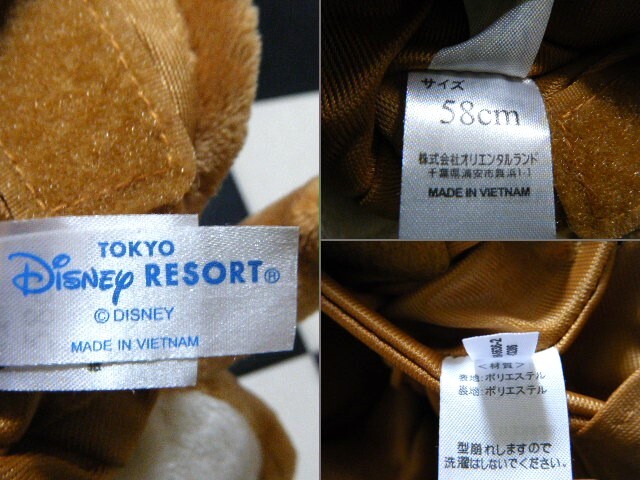 TOKYO
Disney RESORT®
© DISNEY
MADE IN VIETNAM
サイズ
58cm
株式会社オリエンタルランド
千葉県浦安市舞浜1-1
MADE IN VIETNAM
<材質>
表地:ポリエステル
裏地:ポリエステル
型崩れしますので
洗濯はしないでください。